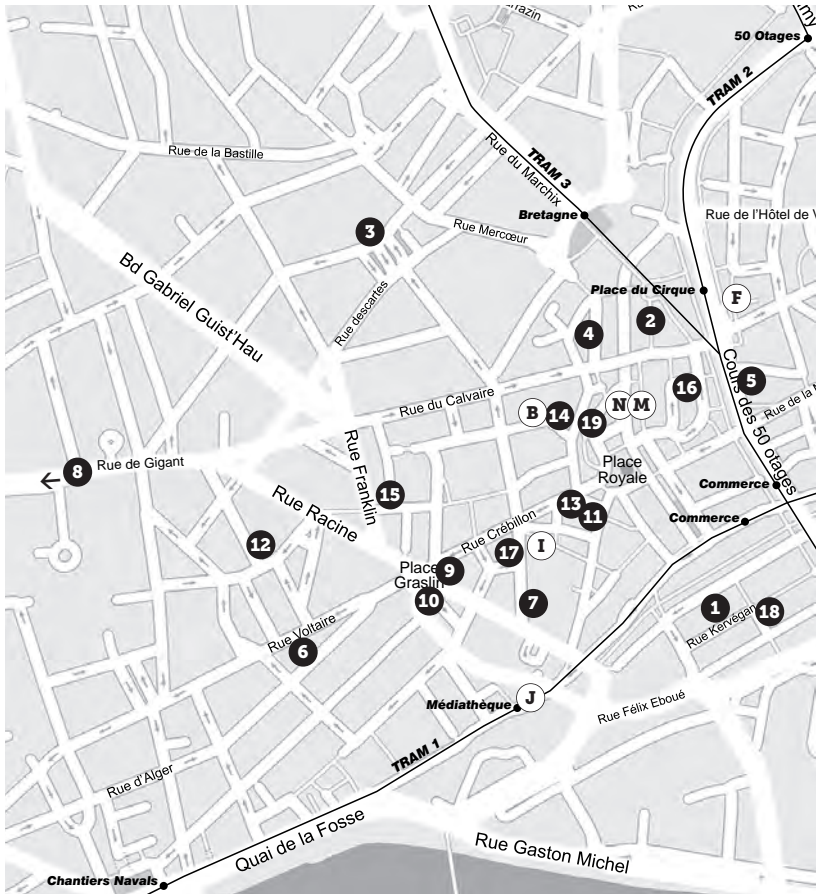 50 Otages
TRAM 2
Rue de la Bastille
Rue du Marchix
TRAM 3
Bretagne
Rue Mercœur
Rue de l'Hôtel de V
3
Bd Gabriel Guist'Hau
Rue descartes
Place du Cirque
F
2
4
16
5
Cours des 50 otages
Rue du Calvaire
B
14
19
N
M
Rue de la
Place
Royale
8
Rue de Gigant
Rue Franklin
15
Commerce
Commerce
Rue Racine
13
11
Rue Crébillon
12
17
I
Place
Graslin
9
10
7
1
18
Rue Kervégan
Rue Voltaire
6
J
Médiathèque
Rue Félix Eboué
TRAM 1
Rue d'Alger
Quai de la Fosse
Rue Gaston Michel
Chantiers Navals